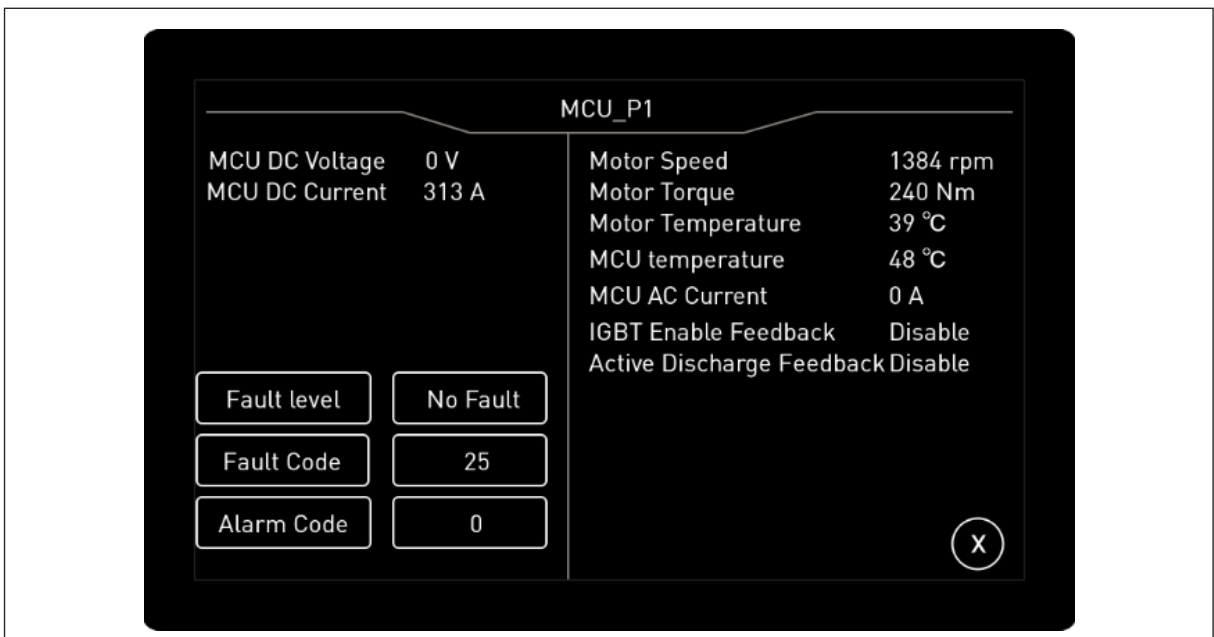 MCU_P1
MCU DC Voltage 0 V
MCU DC Current 313 A
Motor Speed 1384 rpm
Motor Torque 240 Nm
Motor Temperature 39 °C
MCU temperature 48 °C
MCU AC Current 0 A
IGBT Enable Feedback Disable
Active Discharge Feedback Disable
Fault level No Fault
Fault Code 25
Alarm Code 0
X